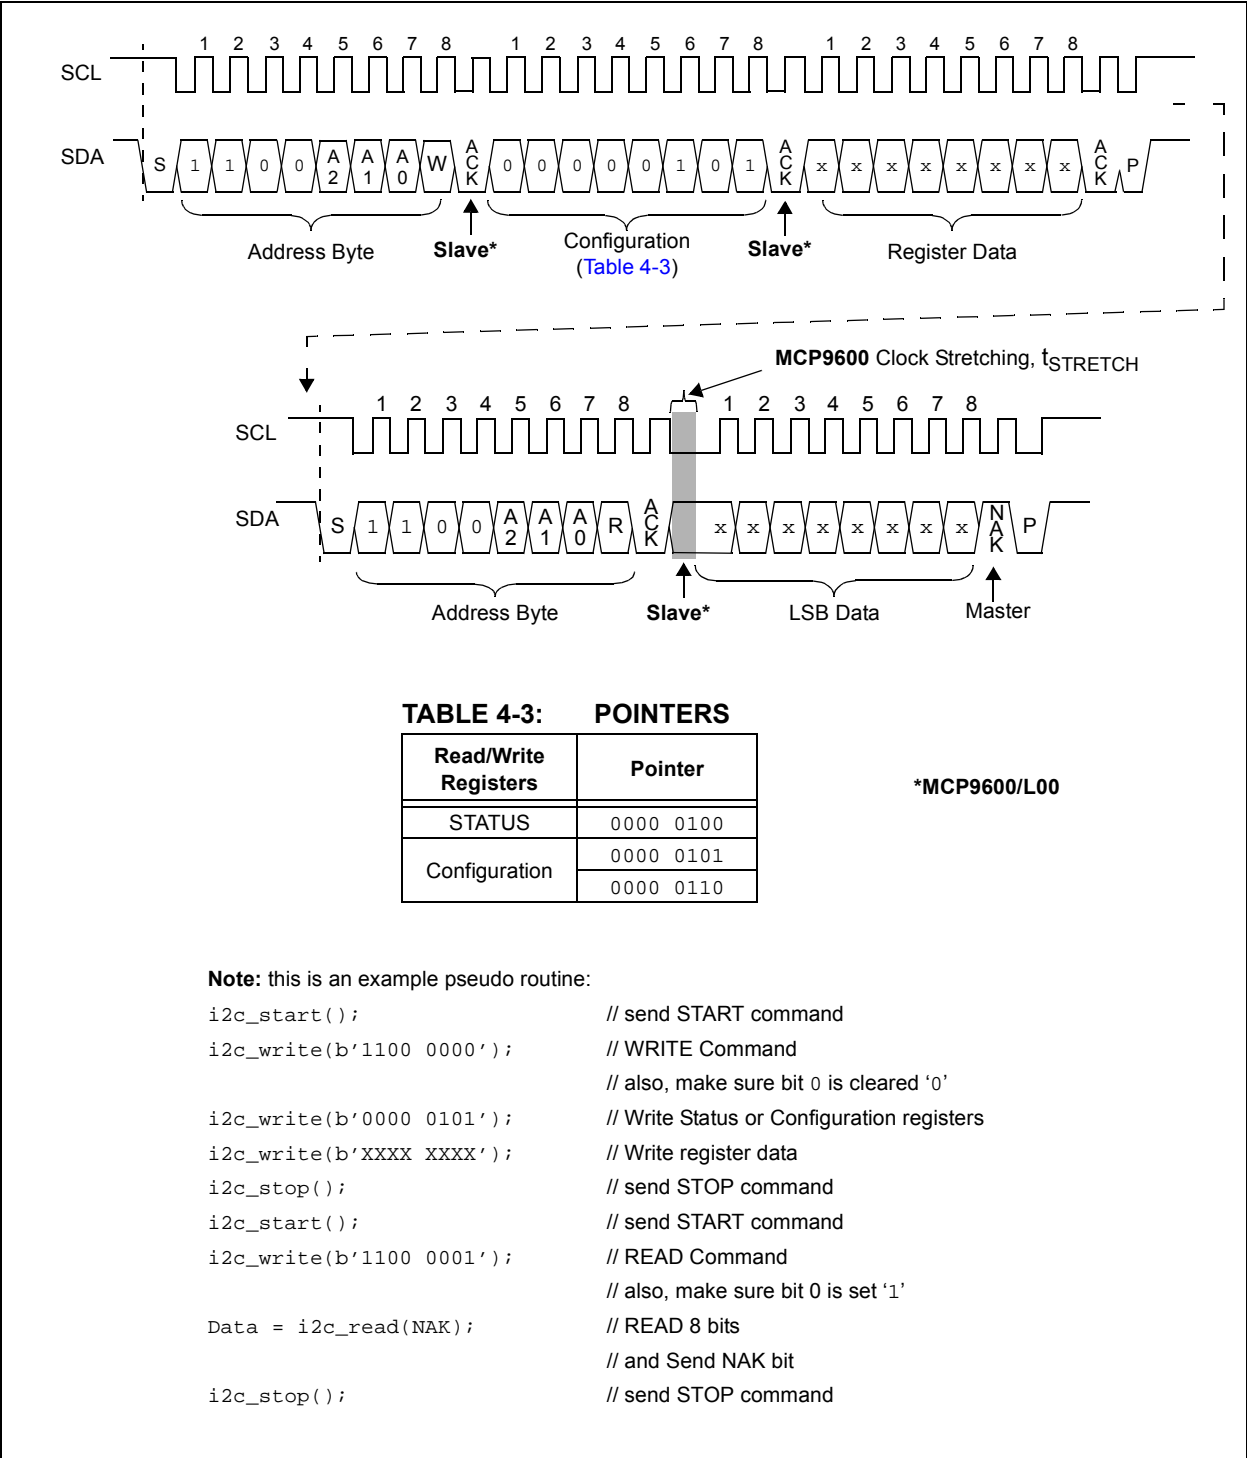 1 2 3 4 5 6 7 8 1 2 3 4 5 6 7 8 1 2 3 4 5 6 7 8
SCL
SDA S 1 1 0 0 A2 A1 A0 W ACK 0 0 0 0 0 1 0 1 ACK x x x x x x x x ACK P
Address Byte Slave* Configuration (Table 4-3) Slave* Register Data
MCP9600 Clock Stretching, tSTRETCH
1 2 3 4 5 6 7 8 1 2 3 4 5 6 7 8
SCL
SDA S 1 1 0 0 A2 A1 A0 R ACK x x x x x x x x NAK P
Address Byte Slave* LSB Data Master
TABLE 4-3: POINTERS
Read/Write Registers Pointer
*MCP9600/L00
STATUS 0000 0100
Configuration 0000 0101
0000 0110
Note: this is an example pseudo routine:
i2c_start(); // send START command
i2c_write(b’1100 0000’); // WRITE Command
// also, make sure bit 0 is cleared ‘0’
i2c_write(b’0000 0101’); // Write Status or Configuration registers
i2c_write(b’XXXX XXXX’); // Write register data
i2c_stop(); // send STOP command
i2c_start(); // send START command
i2c_write(b’1100 0001’); // READ Command
// also, make sure bit 0 is set ‘1’
Data = i2c_read(NAK); // READ 8 bits
// and Send NAK bit
i2c_stop(); // send STOP command